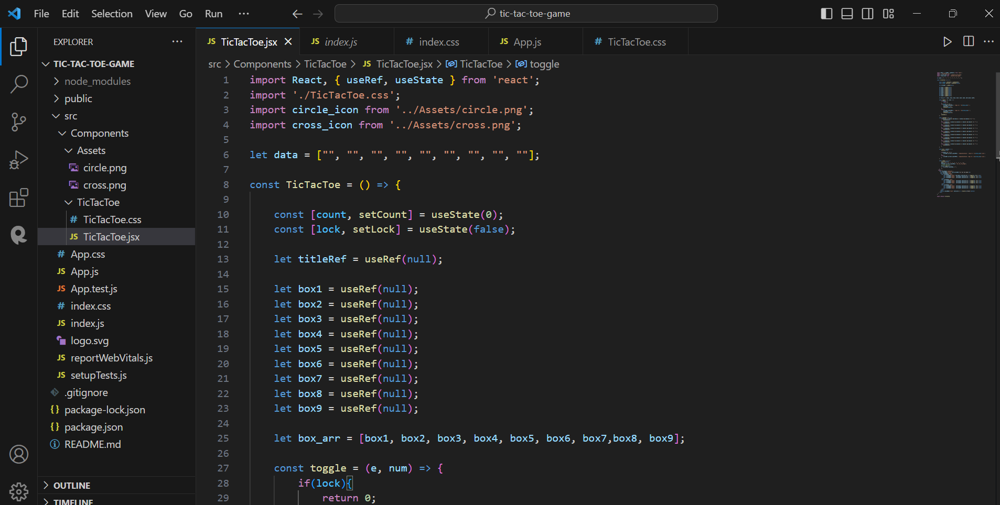 File Edit Selection View Go Run ...
tic-tac-toe-game
EXPLORER
TIC-TAC-TOE-GAME
node_modules
public
src
Components
Assets
circle.png
cross.png
TicTacToe
# TicTacToe.css
JS TicTacToe.jsx
# App.css
JS App.js
JS App.test.js
# index.css
JS index.js
logo.svg
JS reportWebVitals.js
JS setupTests.js
.gitignore
{} package-lock.json
{} package.json
README.md
OUTLINE
TIMELINE
JS TicTacToe.jsx JS index.js # index.css JS App.js # TicTacToe.css
src > Components > TicTacToe > JS TicTacToe.jsx > TicTacToe > toggle
1 import React, { useRef, useState } from 'react';
2 import './TicTacToe.css';
3 import circle_icon from '../Assets/circle.png';
4 import cross_icon from '../Assets/cross.png';
5
6 let data = ["", "", "", "", "", "", "", "", ""];
7
8 const TicTacToe = () => {
9
10 const [count, setCount] = useState(0);
11 const [lock, setLock] = useState(false);
12
13 let titleRef = useRef(null);
14
15 let box1 = useRef(null);
16 let box2 = useRef(null);
17 let box3 = useRef(null);
18 let box4 = useRef(null);
19 let box5 = useRef(null);
20 let box6 = useRef(null);
21 let box7 = useRef(null);
22 let box8 = useRef(null);
23 let box9 = useRef(null);
24
25 let box_arr = [box1, box2, box3, box4, box5, box6, box7,box8, box9];
26
27 const toggle = (e, num) => {
28 if(lock){
29 return 0;